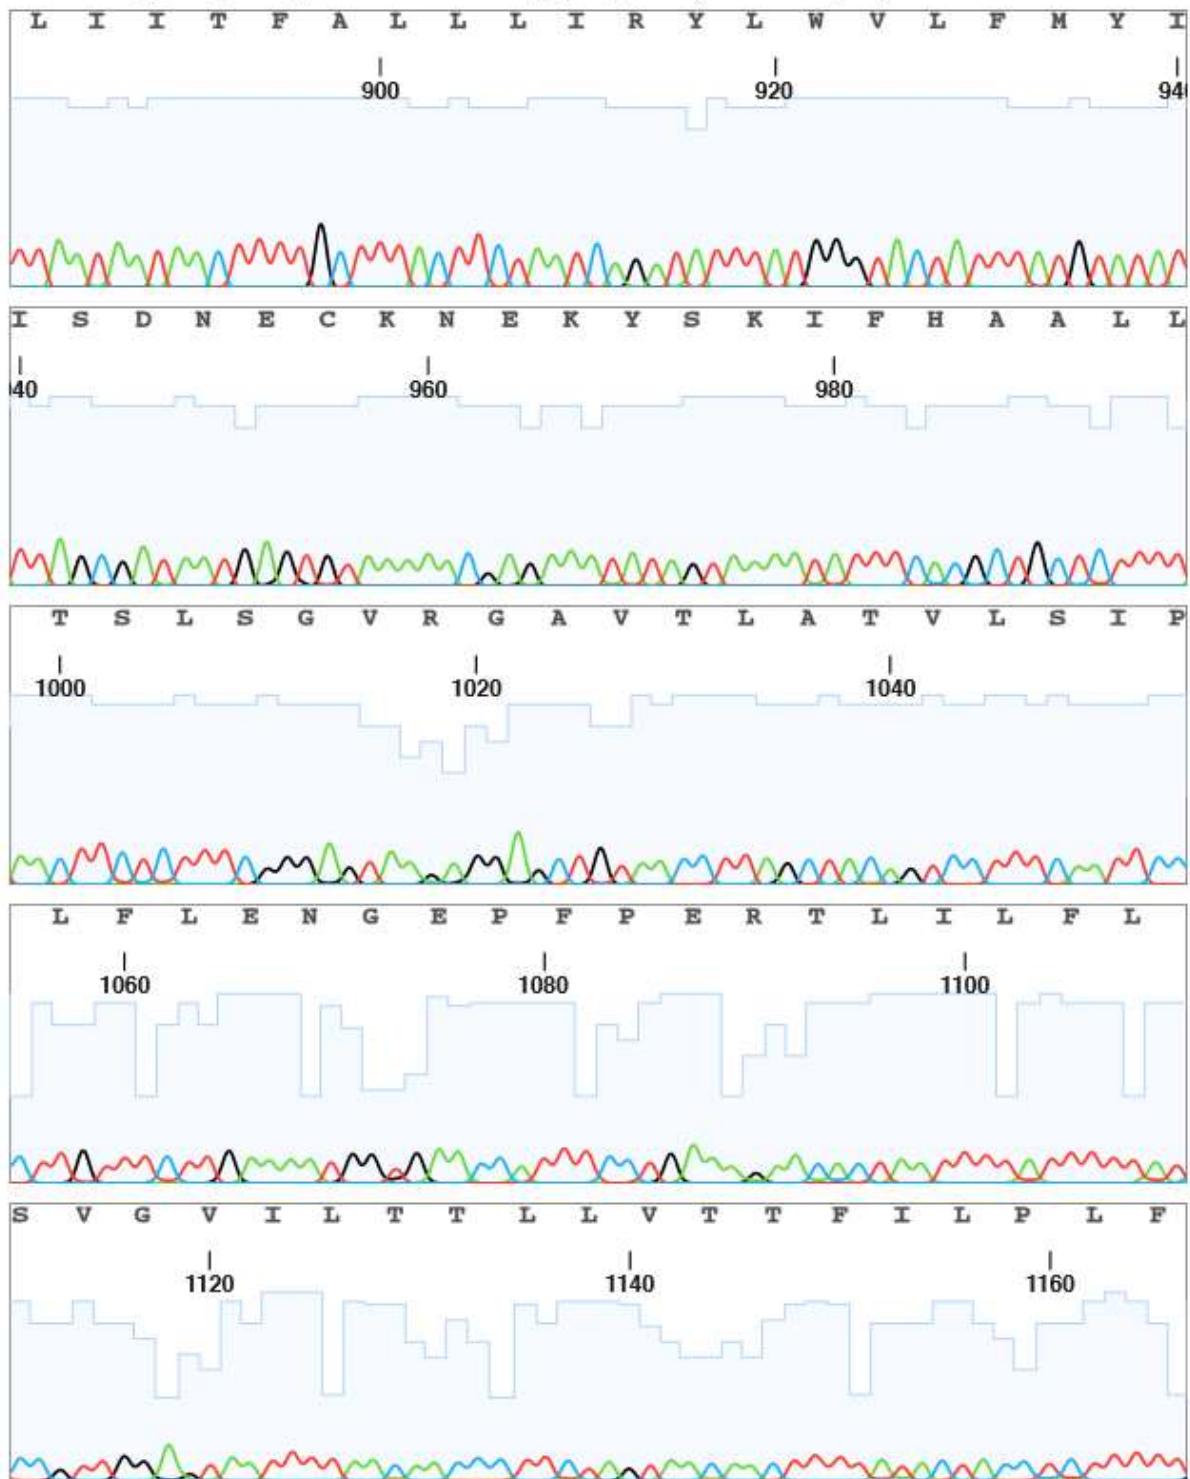 L I I T F A L L L I R Y L W V L F M Y I
900 920 940
I S D N E C K N E K Y S K I F H A A L L
940 960 980
T S L S G V R G A V T L A T V L S I P
1000 1020 1040
L F L E N G E P F P E R T L I L F L
1060 1080 1100
S V G V I L T T L L V T T F I L P L F
1120 1140 1160